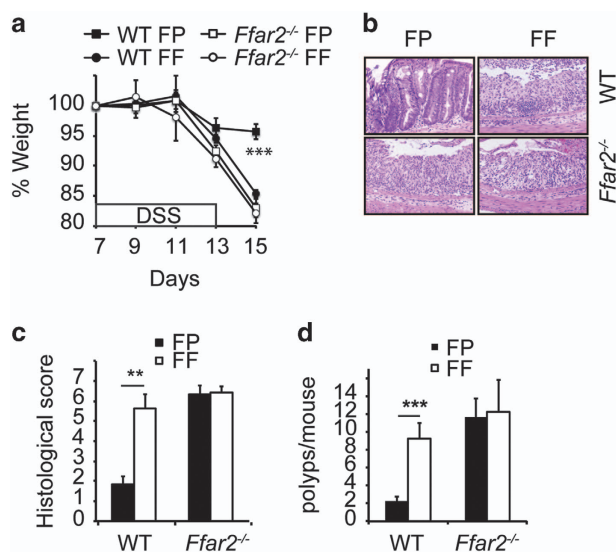 a
WT FP
Ffar2-/- FP
WT FF
Ffar2-/- FF
% Weight
100
95
90
85
80
***
DSS
7 9 11 13 15
Days
b
FP FF
WT
Ffar2-/-
c
FP
FF
Histological score
7
6
5
4
3
2
1
0
**
WT Ffar2-/-
d
FP
FF
polyps/mouse
12
14
10
8
6
4
2
0
***
WT Ffar2-/-